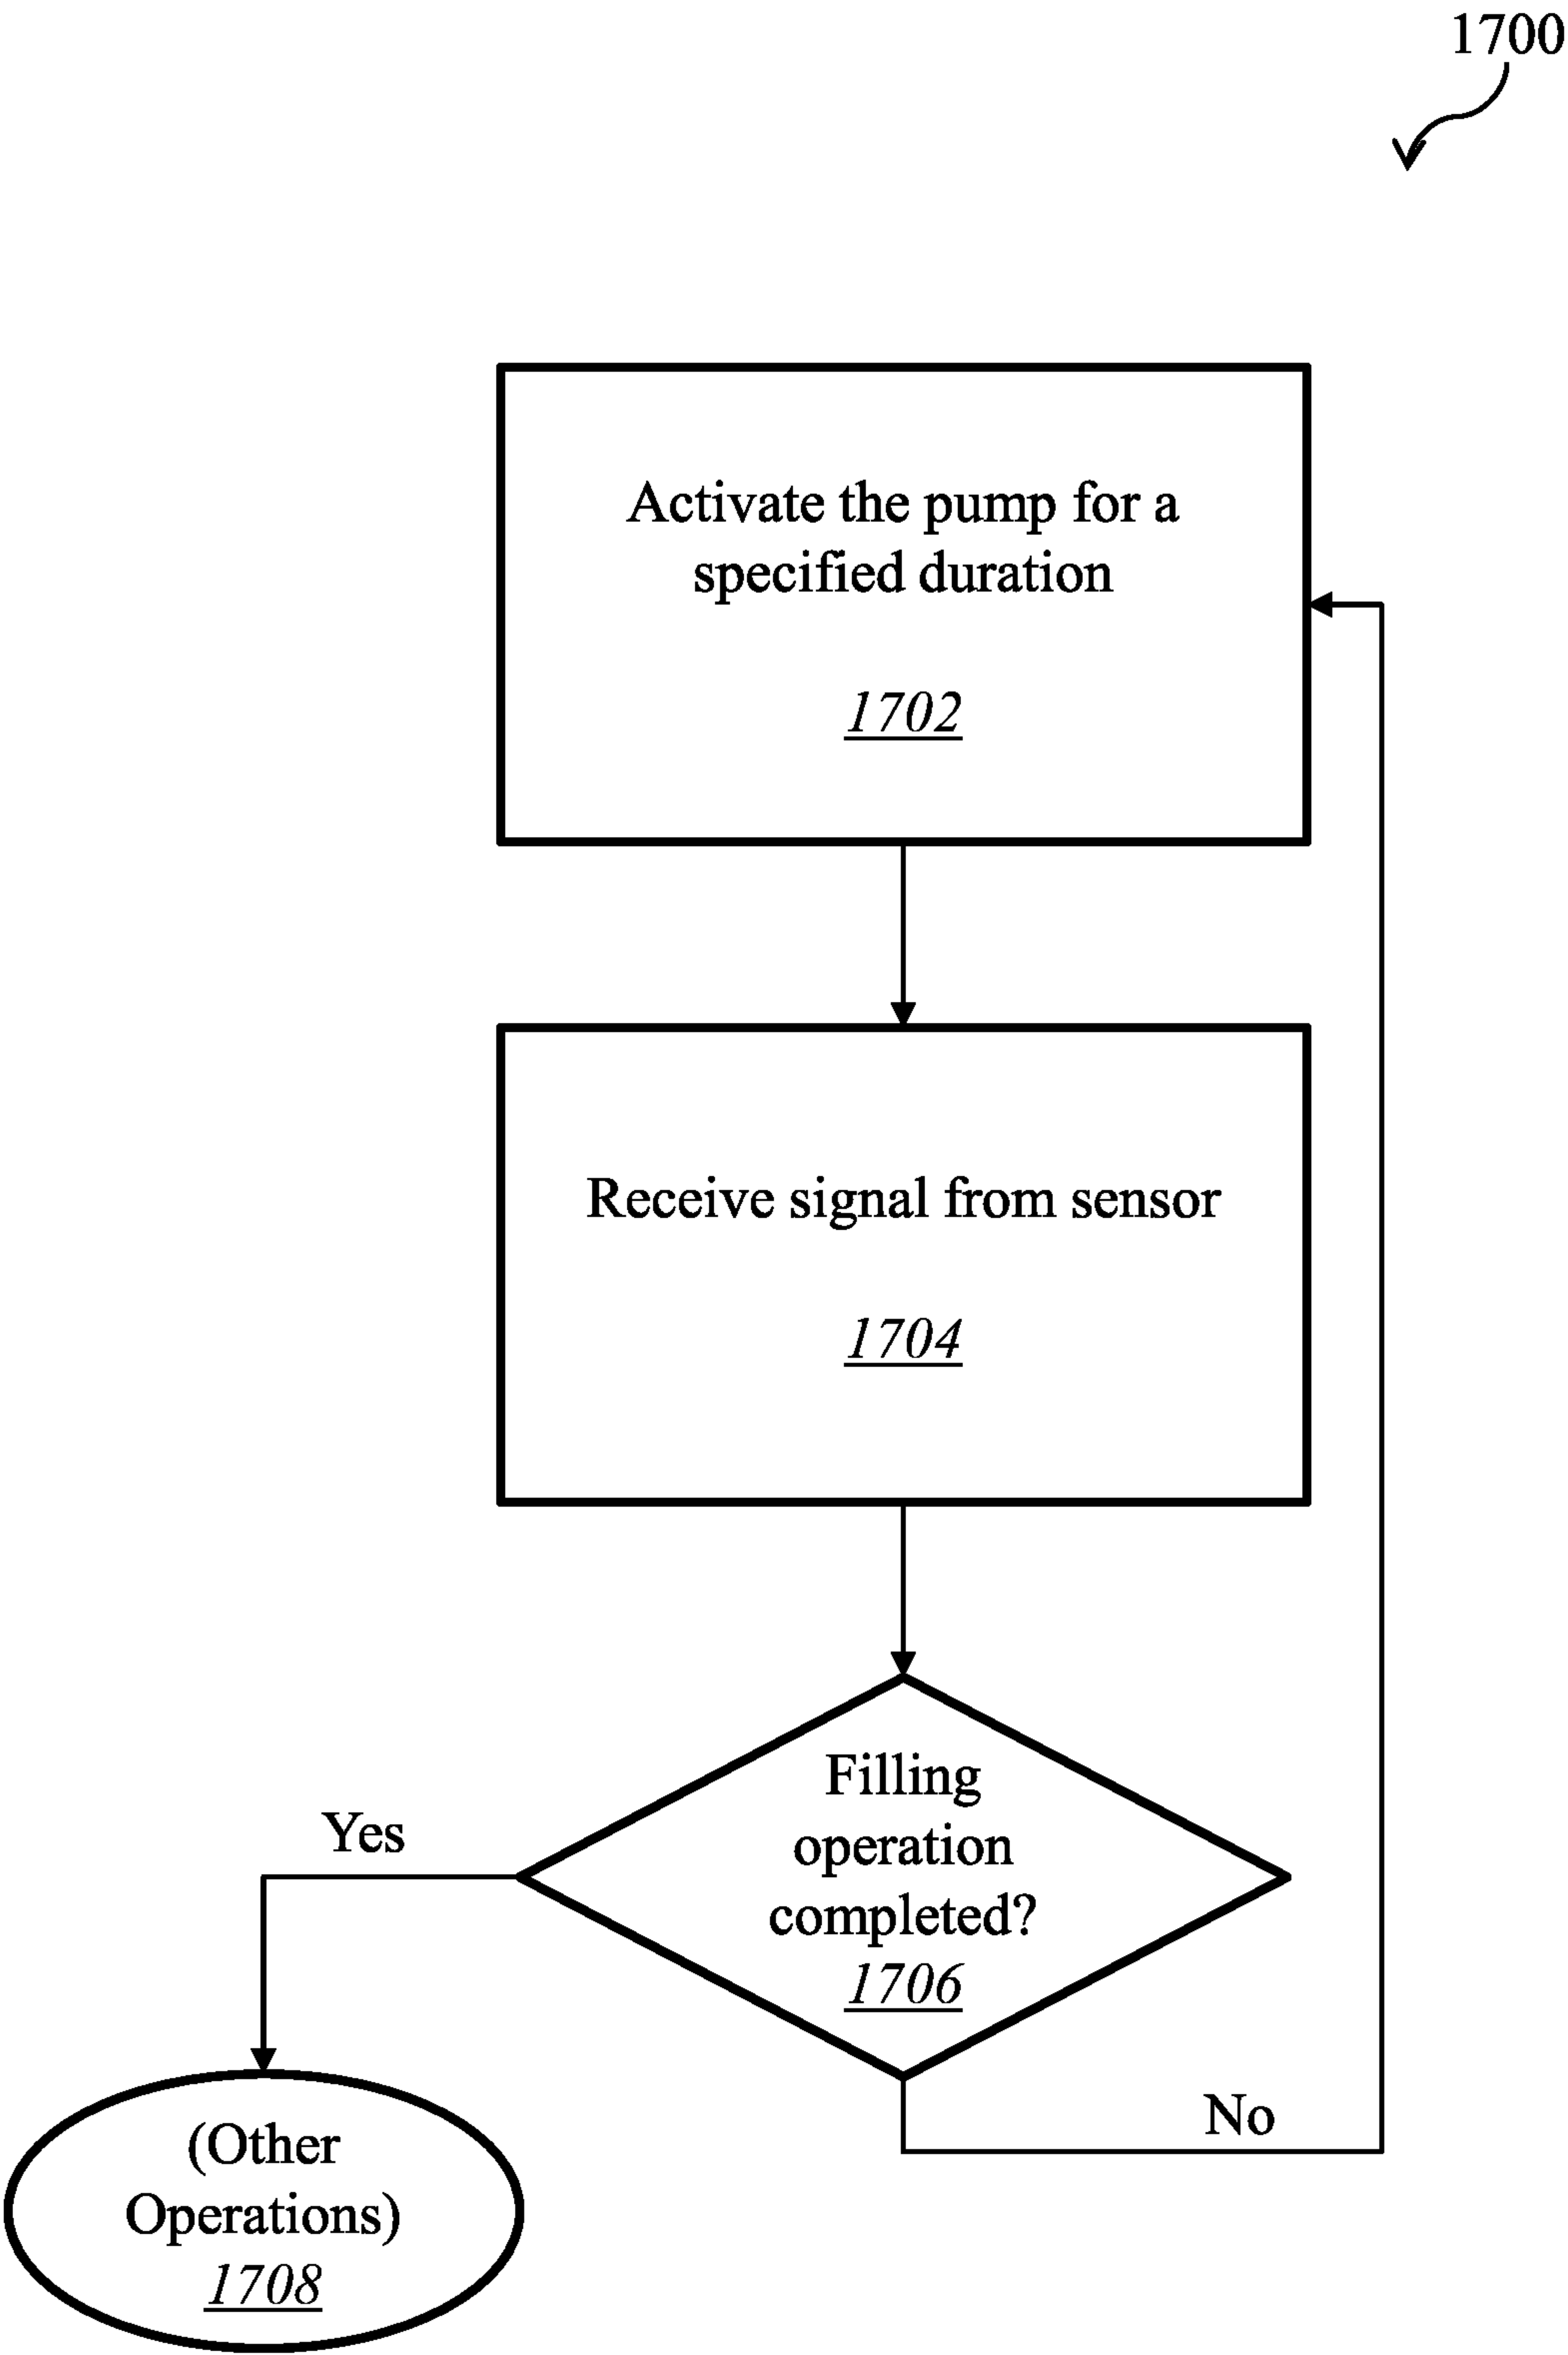 1700
Activate the pump for a
specified duration
1702
Receive signal from sensor
1704
Filling
operation
completed?
1706
Yes
No
(Other
Operations)
1708